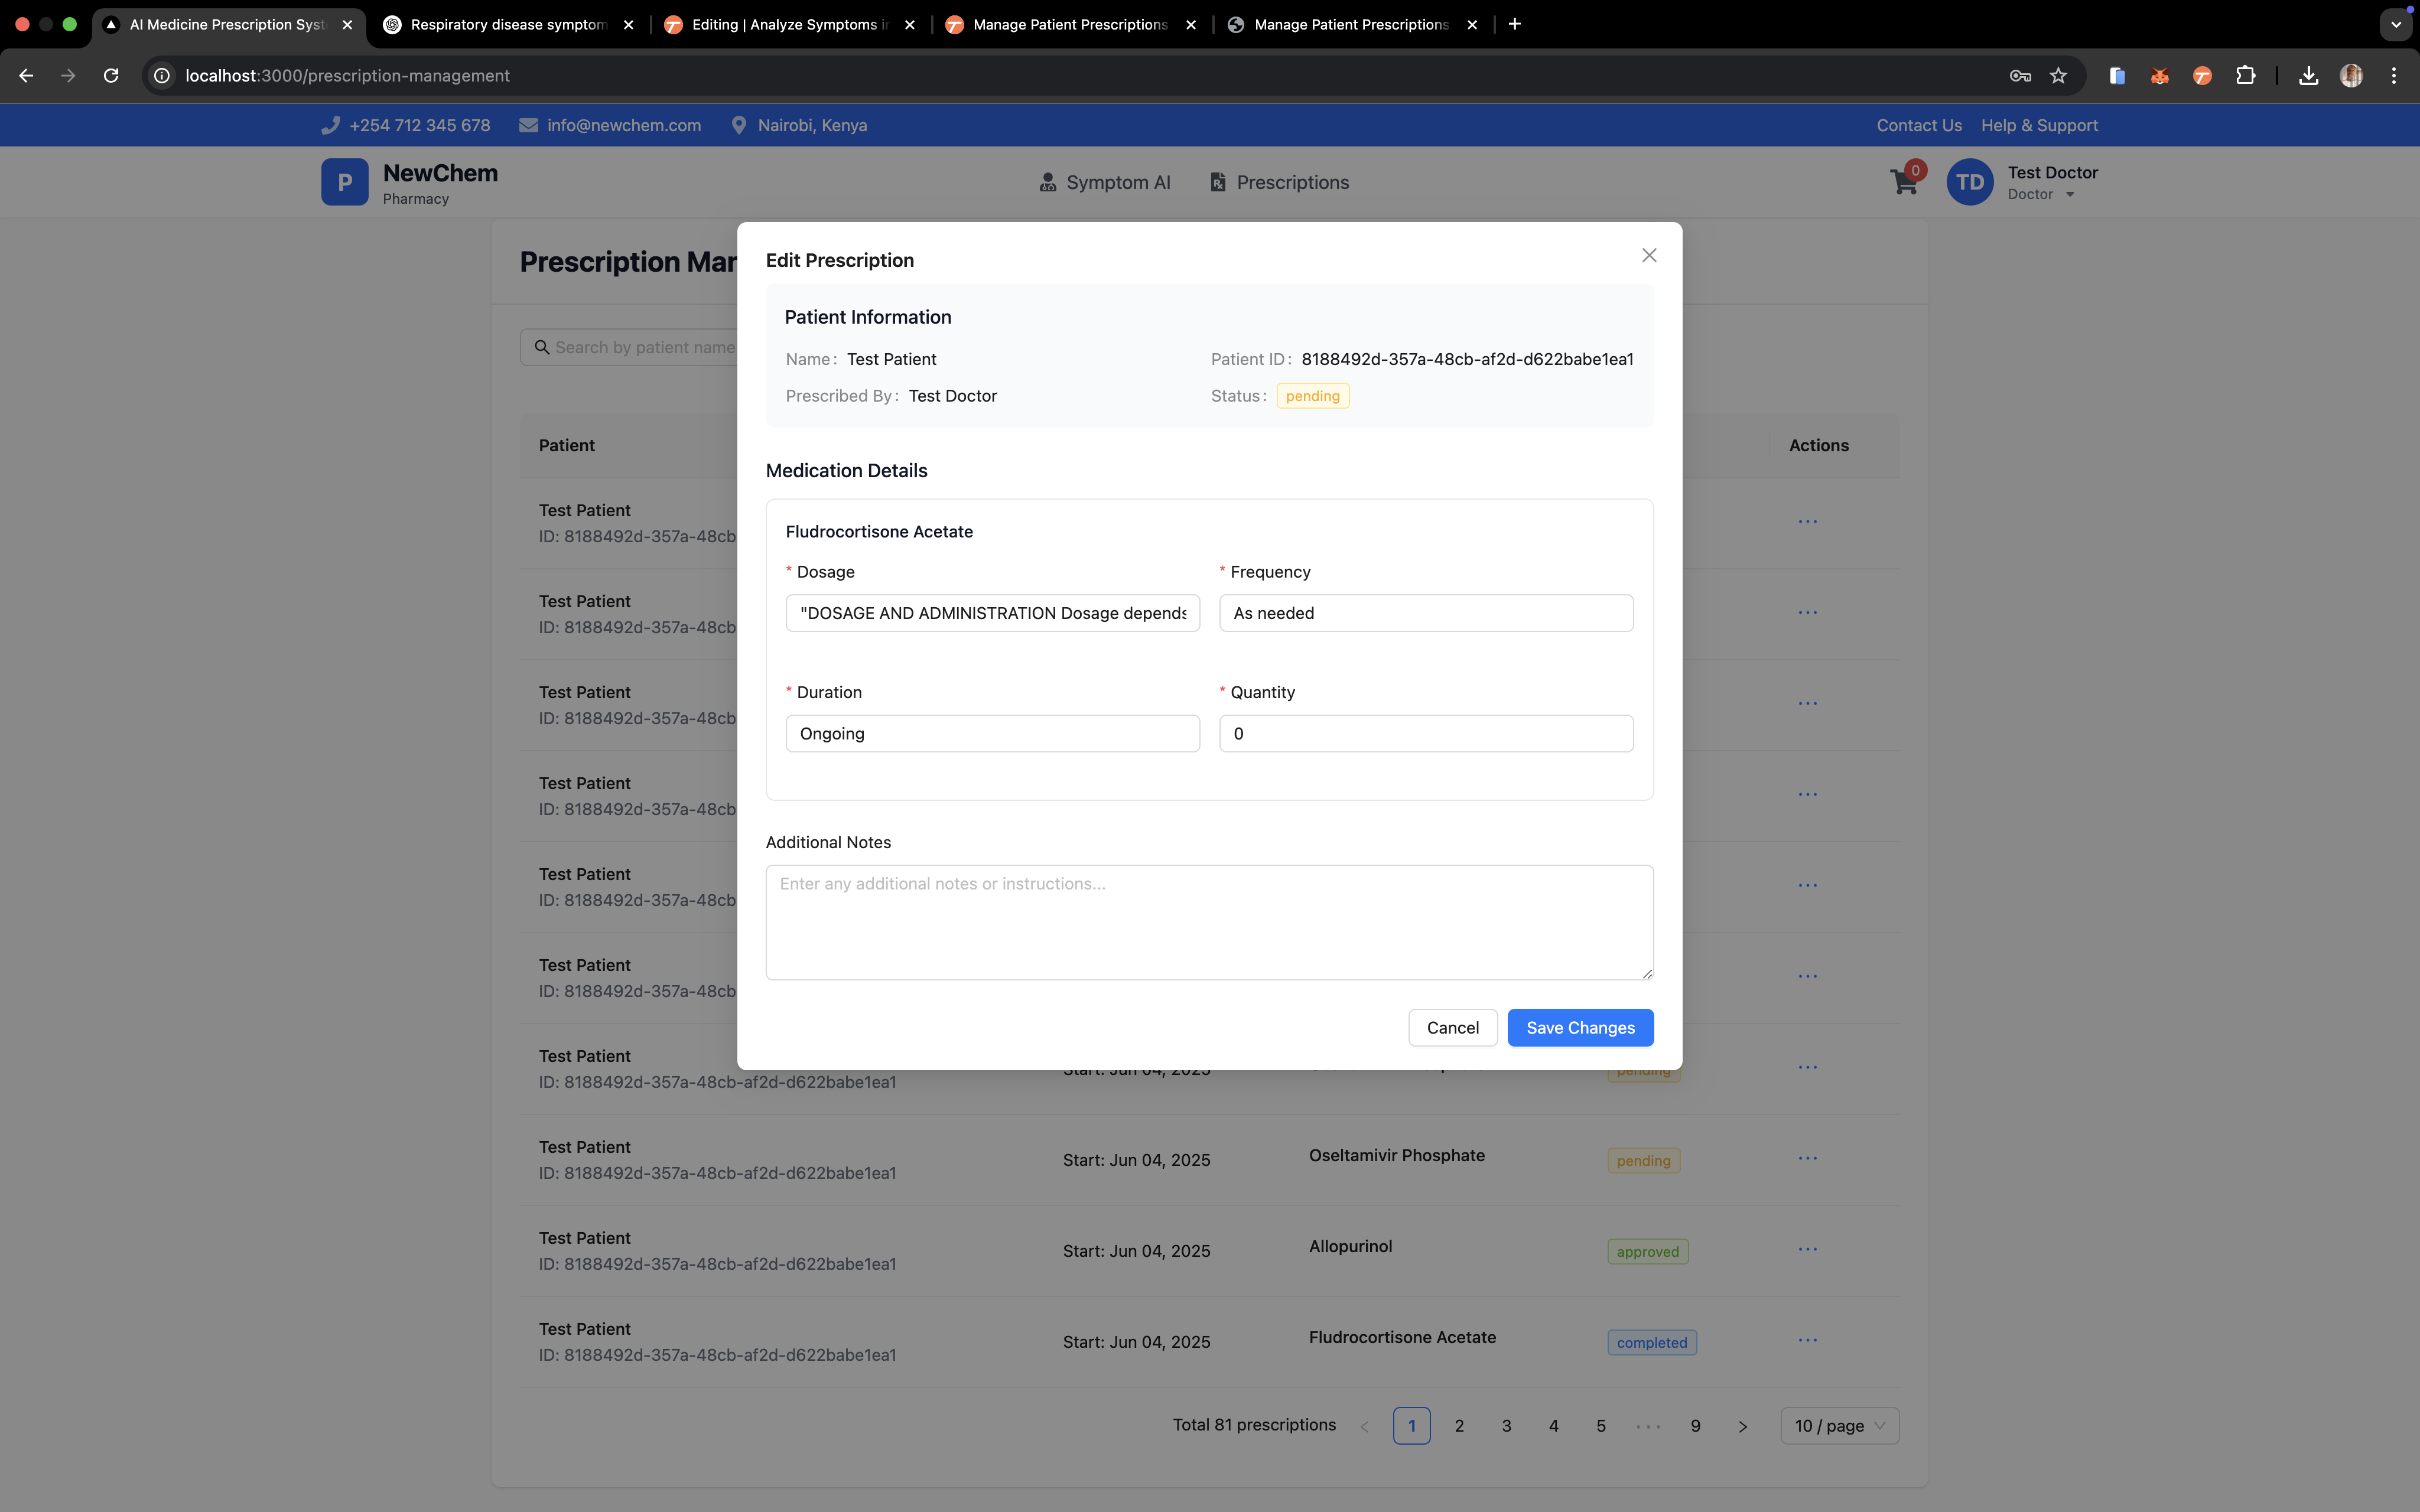 AI Medicine Prescription Syst
Respiratory disease symptom
Editing | Analyze Symptoms i
Manage Patient Prescriptions
Manage Patient Prescriptions
localhost:3000/prescription-management
+254 712 345 678
info@newchem.com
Nairobi, Kenya
Contact Us
Help & Support
P
NewChem
Pharmacy
Symptom AI
Prescriptions
0
TD
Test Doctor
Doctor
Prescription Mar
Search by patient name
Patient
Actions
Test Patient
ID: 8188492d-357a-48cb
Test Patient
ID: 8188492d-357a-48cb
Test Patient
ID: 8188492d-357a-48cb
Test Patient
ID: 8188492d-357a-48cb
Test Patient
ID: 8188492d-357a-48cb
Test Patient
ID: 8188492d-357a-48cb
Edit Prescription
Patient Information
Name: Test Patient
Patient ID: 8188492d-357a-48cb-af2d-d622babe1ea1
Prescribed By: Test Doctor
Status: pending
Medication Details
Fludrocortisone Acetate
* Dosage
* Frequency
"DOSAGE AND ADMINISTRATION Dosage depends
As needed
* Duration
* Quantity
Ongoing
0
Additional Notes
Enter any additional notes or instructions...
Cancel
Save Changes
Test Patient
ID: 8188492d-357a-48cb-af2d-d622babe1ea1
Start: Jun 04, 2025
pending
Test Patient
ID: 8188492d-357a-48cb-af2d-d622babe1ea1
Start: Jun 04, 2025
Oseltamivir Phosphate
pending
Test Patient
ID: 8188492d-357a-48cb-af2d-d622babe1ea1
Start: Jun 04, 2025
Allopurinol
approved
Test Patient
ID: 8188492d-357a-48cb-af2d-d622babe1ea1
Start: Jun 04, 2025
Fludrocortisone Acetate
completed
Total 81 prescriptions
1 2 3 4 5 ••• 9
10 / page